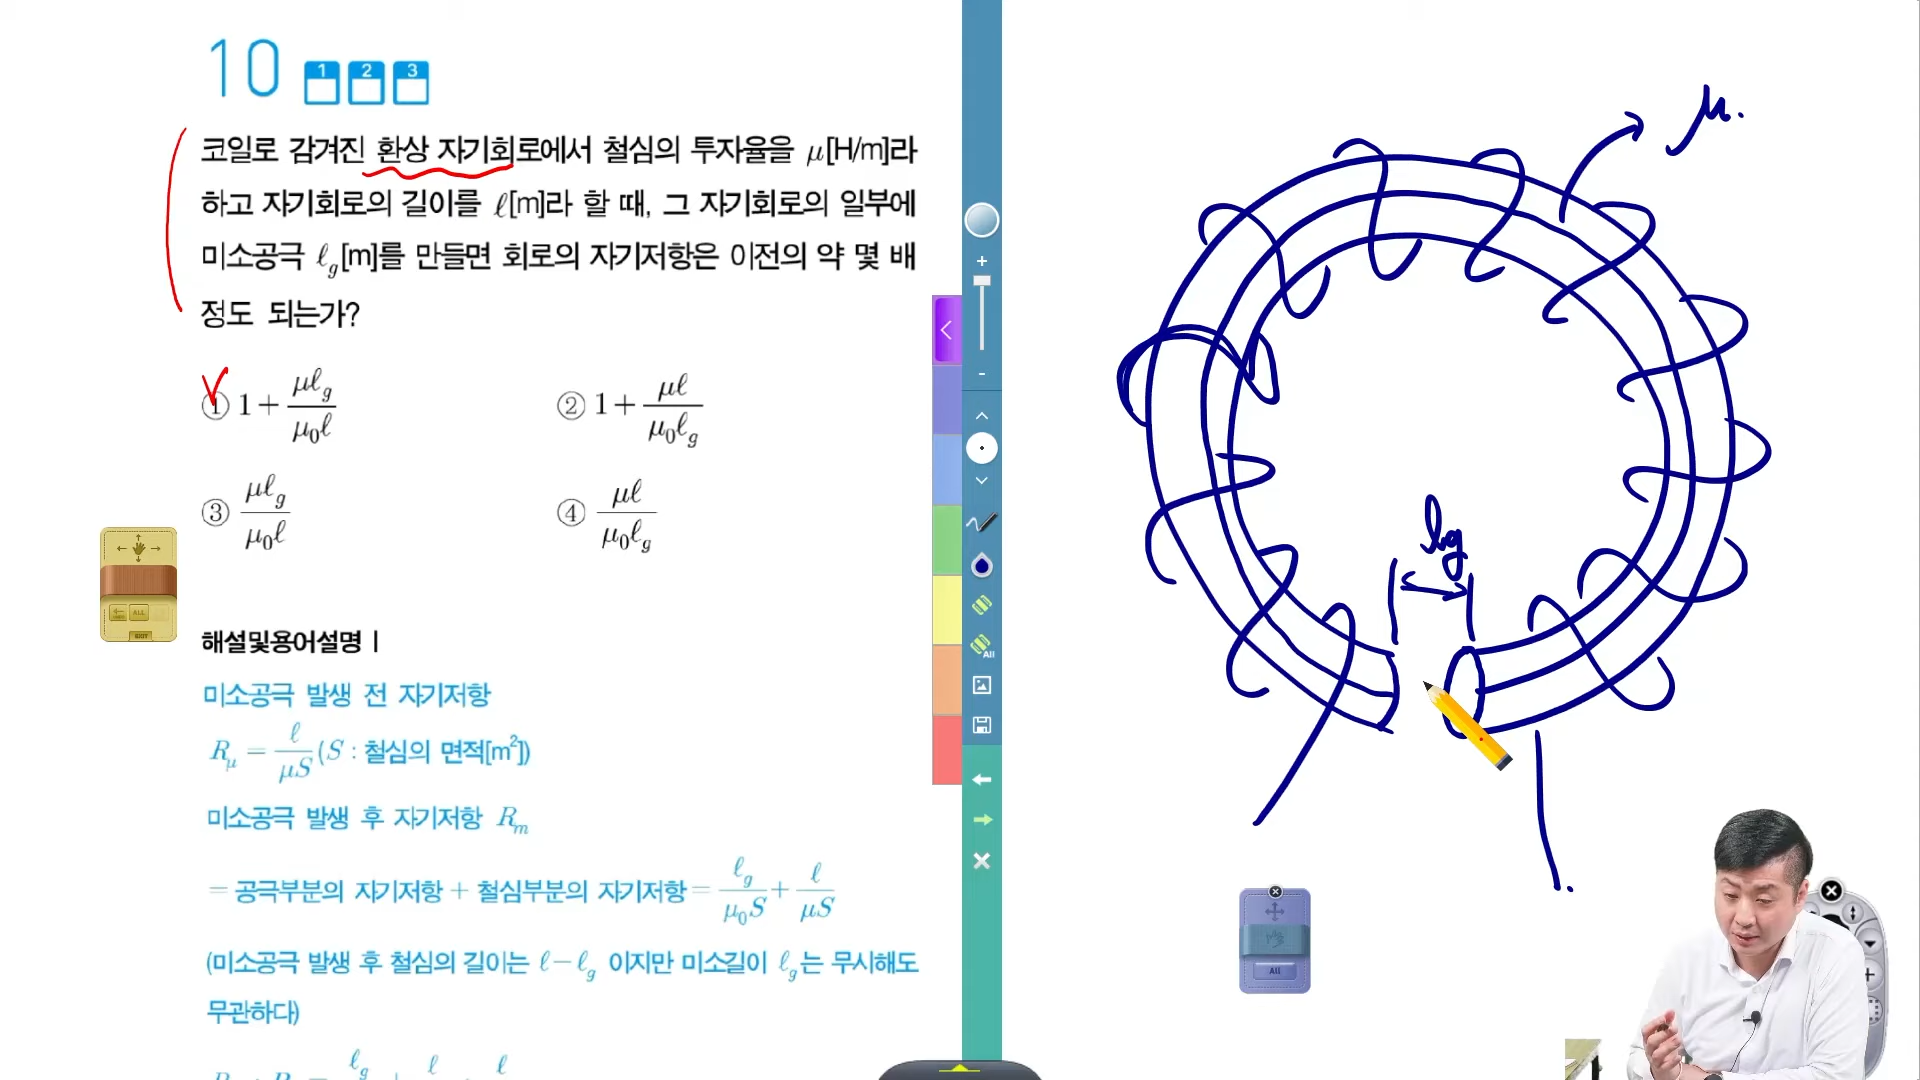 10 1 2 3
코일로 감겨진 환상 자기회로에서 철심의 투자율을 μ[H/m]라
하고 자기회로의 길이를 ℓ[m]라 할 때, 그 자기회로의 일부에
미소공극 ℓg[m]를 만들면 회로의 자기저항은 이전의 약 몇 배
정도 되는가?
① 1+ μℓg/μ0ℓ ② 1+ μℓ/μ0ℓg
③ μℓg/μ0ℓ ④ μℓ/μ0ℓg
해설및용어설명 |
미소공극 발생 전 자기저항
Rμ = ℓ/μS (S : 철심의 면적[m²])
미소공극 발생 후 자기저항 Rm
= 공극부분의 자기저항 + 철심부분의 자기저항 = ℓg/μ0S + ℓ/μS
(미소공극 발생 후 철심의 길이는 ℓ-ℓg 이지만 미소길이 ℓg는 무시해도
무관하다)
μ.
lg
All
All
ALL
EXIT